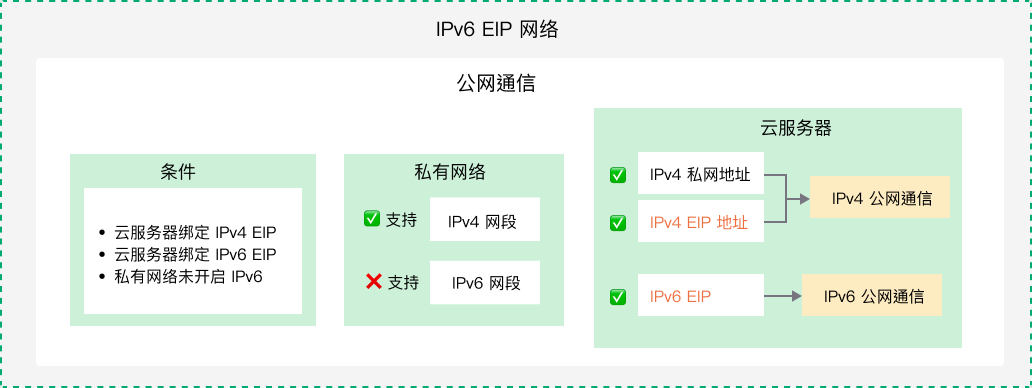 IPv6 EIP 网络
公网通信
条件
• 云服务器绑定 IPv4 EIP
• 云服务器绑定 IPv6 EIP
• 私有网络未开启 IPv6
私有网络
支持 IPv4 网段
支持 IPv6 网段
云服务器
IPv4 私网地址
IPv4 EIP 地址
IPv4 公网通信
IPv6 EIP
IPv6 公网通信